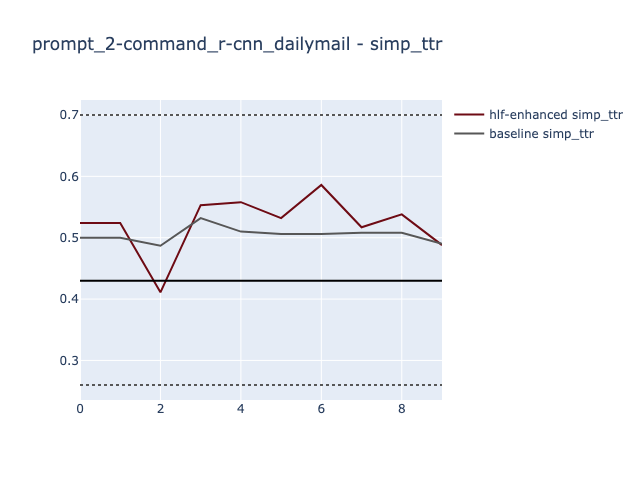 prompt_2-command_r-cnn_dailymail - simp_ttr
hlf-enhanced simp_ttr
baseline simp_ttr
0.7
0.6
0.5
0.4
0.3
0 2 4 6 8